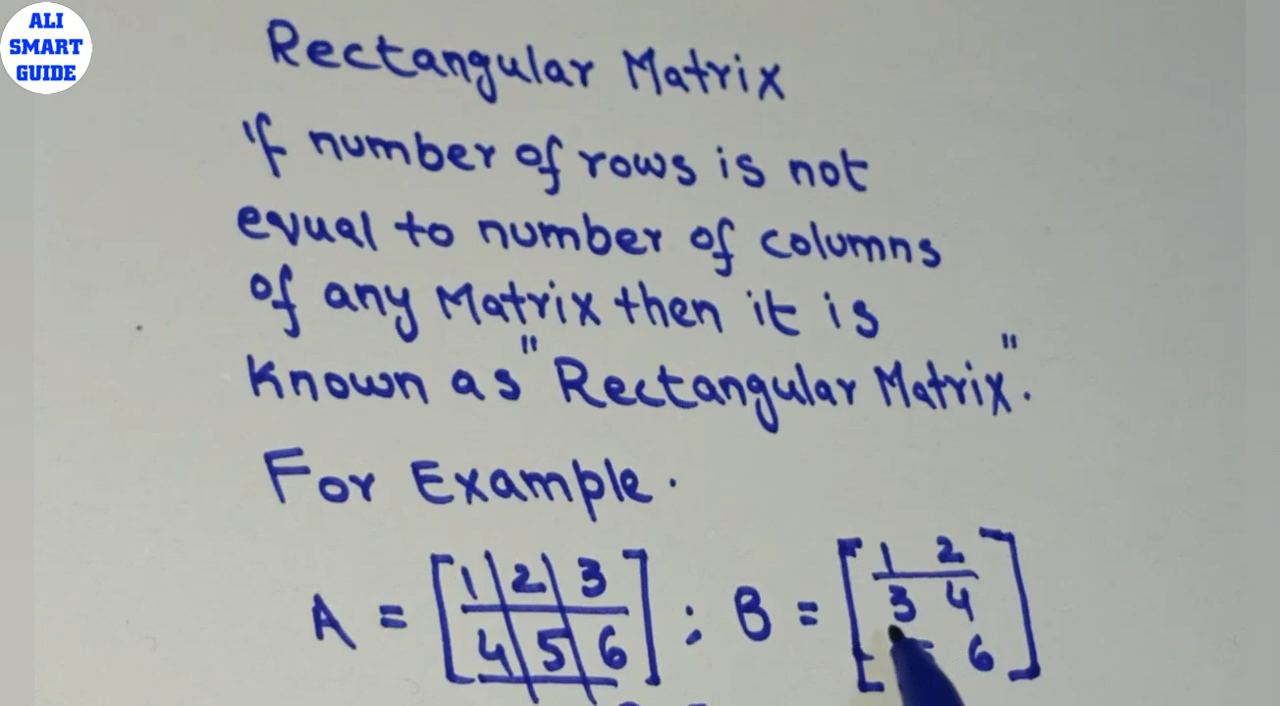 ALI
SMART
GUIDE
Rectangular Matrix
If number of rows is not
equal to number of columns
of any Matrix then it is
Known as "Rectangular Matrix".
For Example.
A = [1 2 3] ; B = [1 2
3 4
4 5 6
6]